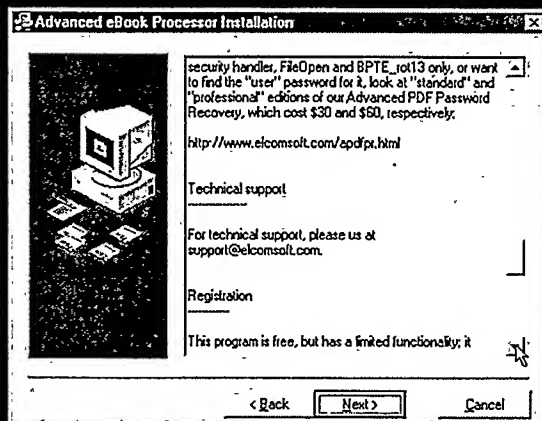 Advanced eBook Processor Installation
security handler, FileOpen and BPTE_rot13 only, or want
to find the "user" password for it, look at "standard" and
"professional" editions of our Advanced PDF Password
Recovery, which cost $30 and $60, respectively:
http://www.elcomsoft.com/apdfpr.html
Technical support
For technical support, please us at
support@elcomsoft.com.
Registration
This program is free, but has a limited functionality; it
< Back
Next >
Cancel